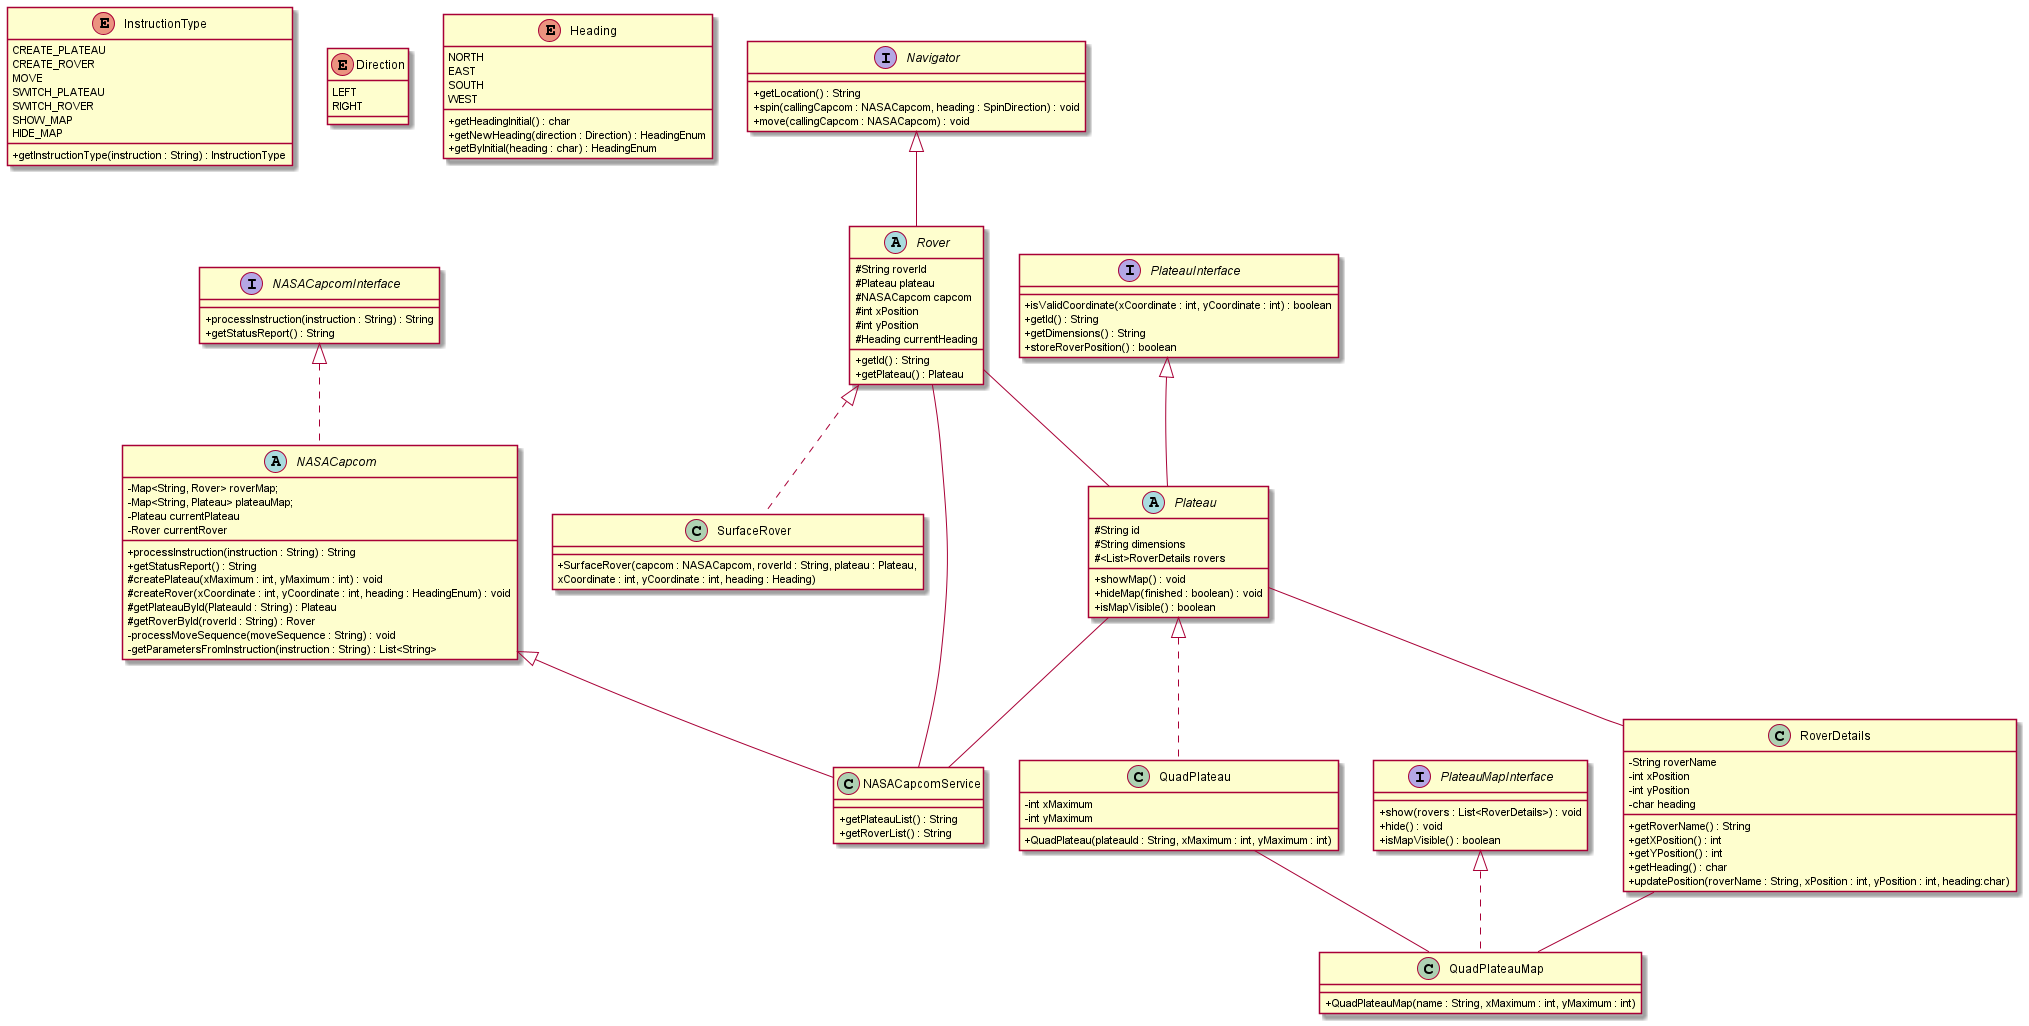 E InstructionType
CREATE_PLATEAU
CREATE_ROVER
MOVE
SWITCH_PLATEAU
SWITCH_ROVER
SHOW_MAP
HIDE_MAP
+getInstructionType(instruction : String) : InstructionType
E Direction
LEFT
RIGHT
E Heading
NORTH
EAST
SOUTH
WEST
+getHeadingInitial() : char
+getNewHeading(direction : Direction) : HeadingEnum
+getByInitial(heading : char) : HeadingEnum
I Navigator
+getLocation() : String
+spin(callingCapcom : NASACapcom, heading : SpinDirection) : void
+move(callingCapcom : NASACapcom) : void
A Rover
#String roverId
#Plateau plateau
#NASACapcom capcom
#int xPosition
#int yPosition
#Heading currentHeading
+getId() : String
+getPlateau() : Plateau
I NASACapcomInterface
+processInstruction(instruction : String) : String
+getStatusReport() : String
I PlateauInterface
+isValidCoordinate(xCoordinate : int, yCoordinate : int) : boolean
+getId() : String
+getDimensions() : String
+storeRoverPosition() : boolean
A NASACapcom
-Map<String, Rover> roverMap;
-Map<String, Plateau> plateauMap;
-Plateau currentPlateau
-Rover currentRover
+processInstruction(instruction : String) : String
+getStatusReport() : String
#createPlateau(xMaximum : int, yMaximum : int) : void
#createRover(xCoordinate : int, yCoordinate : int, heading : HeadingEnum) : void
#getPlateauById(PlateauId : String) : Plateau
#getRoverById(roverId : String) : Rover
-processMoveSequence(moveSequence : String) : void
-getParametersFromInstruction(instruction : String) : List<String>
C SurfaceRover
+SurfaceRover(capcom : NASACapcom, roverId : String, plateau : Plateau,
xCoordinate : int, yCoordinate : int, heading : Heading)
A Plateau
#String id
#String dimensions
#<List>RoverDetails rovers
+showMap() : void
+hideMap(finished : boolean) : void
+isMapVisible() : boolean
C NASACapcomService
+getPlateauList() : String
+getRoverList() : String
C QuadPlateau
-int xMaximum
-int yMaximum
+QuadPlateau(plateauId : String, xMaximum : int, yMaximum : int)
I PlateauMapInterface
+show(rovers : List<RoverDetails>) : void
+hide() : void
+isMapVisible() : boolean
C RoverDetails
-String roverName
-int xPosition
-int yPosition
-char heading
+getRoverName() : String
+getXPosition() : int
+getYPosition() : int
+getHeading() : char
+updatePosition(roverName : String, xPosition : int, yPosition : int, heading:char)
C QuadPlateauMap
+QuadPlateauMap(name : String, xMaximum : int, yMaximum : int)